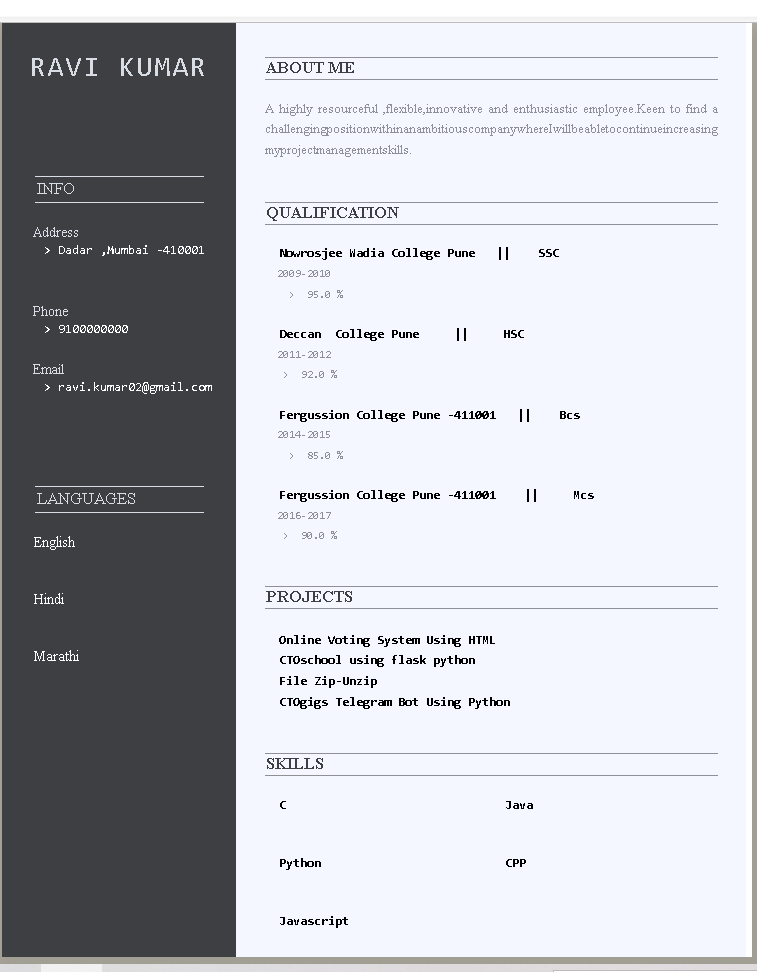 RAVI KUMAR
INFO
Address
> Dadar ,Mumbai -410001
Phone
> 9100000000
Email
> ravi.kumar02@gmail.com
LANGUAGES
English
Hindi
Marathi
ABOUT ME
A highly resourceful ,flexible,innovative and enthusiastic employee.Keen to find a
challengingpositionwithinanambitiouscompanywhereIwillbeabletocontinueincreasing
myprojectmanagementskills.
QUALIFICATION
Nowrosjee Wadia College Pune || SSC
2009-2010
> 95.0 %
Deccan College Pune || HSC
2011-2012
> 92.0 %
Fergussion College Pune -411001 || Bcs
2014-2015
> 85.0 %
Fergussion College Pune -411001 || Mcs
2016-2017
> 90.0 %
PROJECTS
Online Voting System Using HTML
CTOschool using flask python
File Zip-Unzip
CTOgigs Telegram Bot Using Python
SKILLS
C Java
Python CPP
Javascript